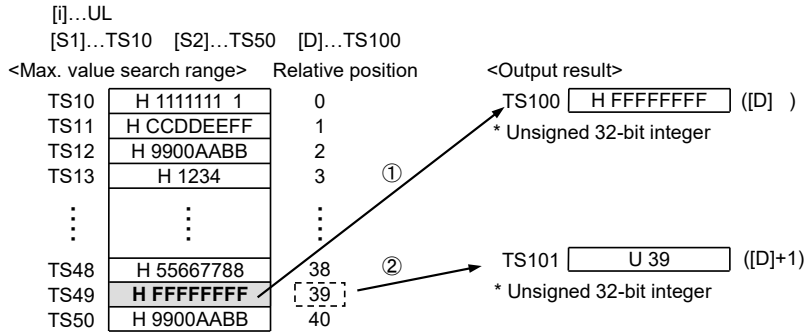 [i]…UL
[S1]…TS10 [S2]…TS50 [D]…TS100
<Max. value search range> Relative position <Output result>
TS10 H 1111111 1 0 TS100 H FFFFFFFF ([D] )
TS11 H CCDDEEFF 1 * Unsigned 32-bit integer
TS12 H 9900AABB 2
TS13 H 1234 3 ①
⋮ ⋮ ⋮
TS48 H 55667788 38 ② TS101 U 39 ([D]+1)
TS49 H FFFFFFFF 39 * Unsigned 32-bit integer
TS50 H 9900AABB 40